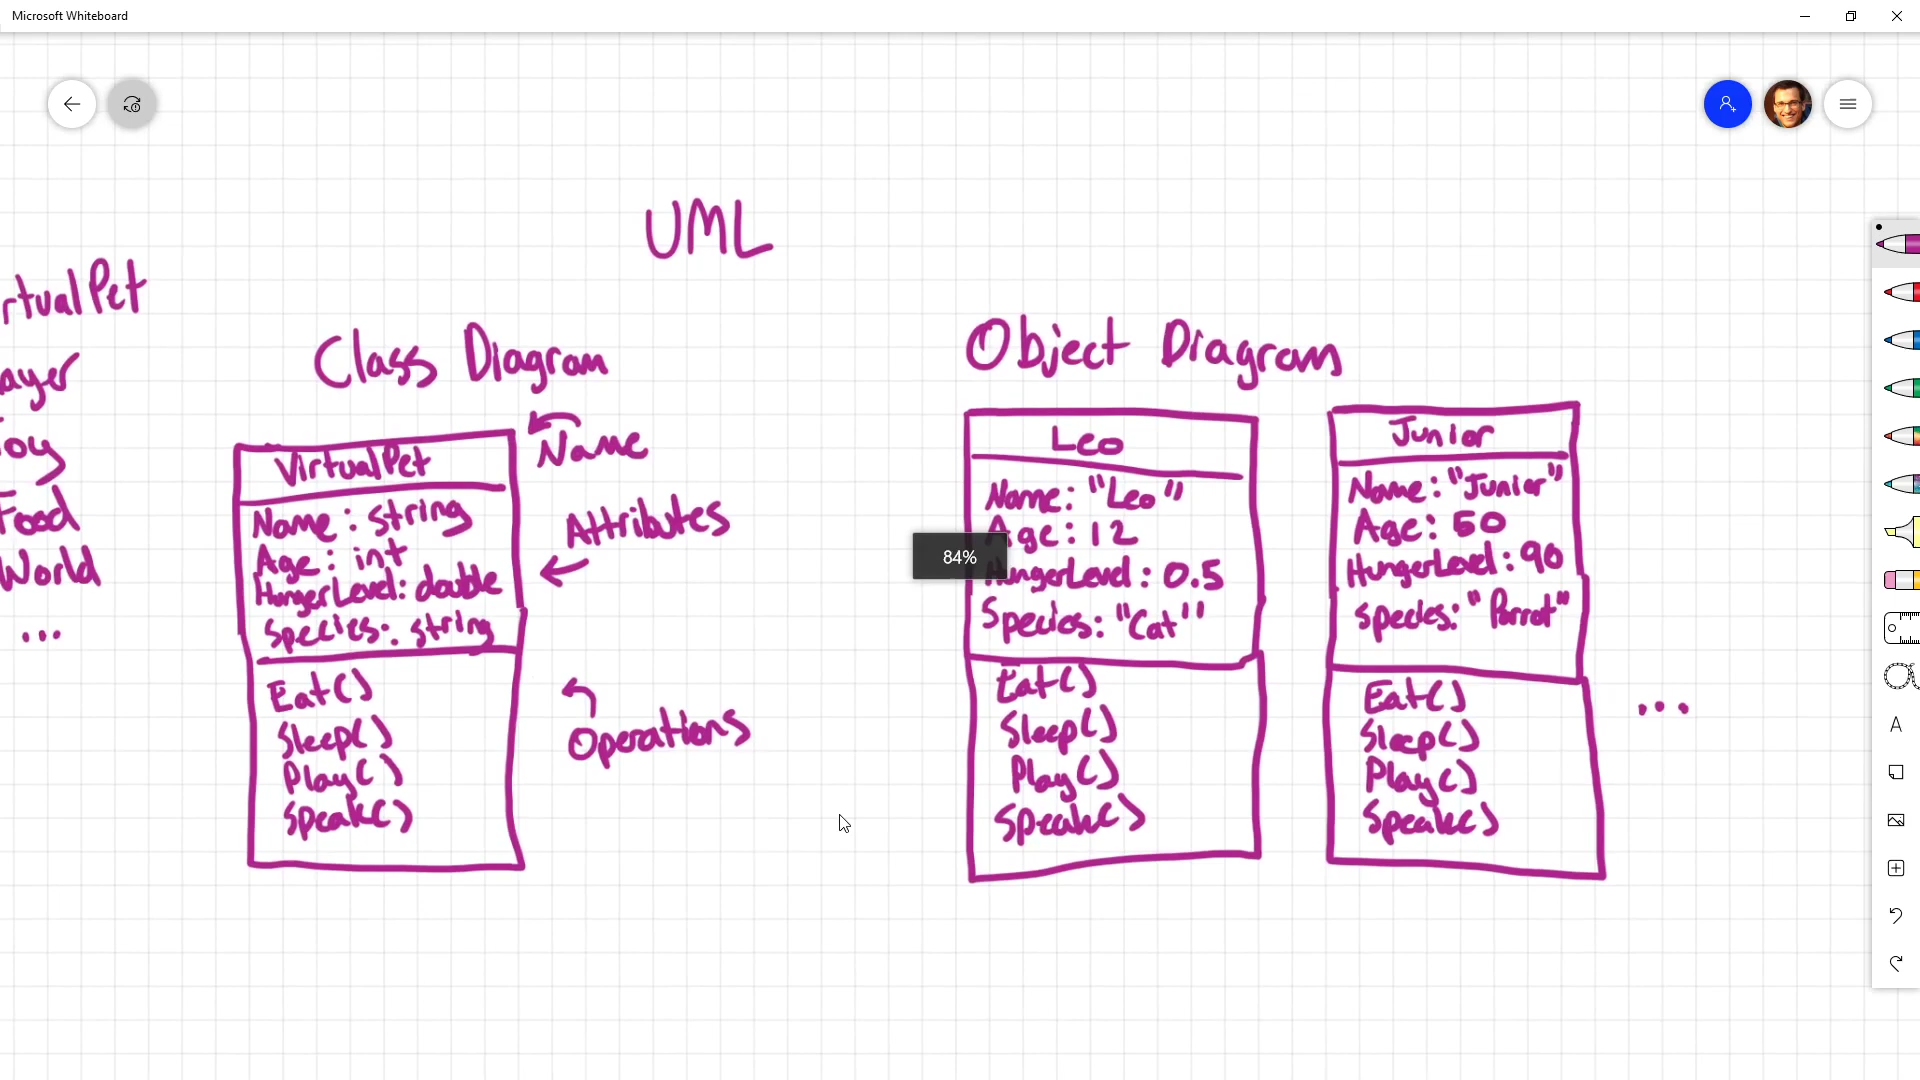 Microsoft Whiteboard
UML
rtualPet
ayer
oy
Food
World
...
Class Diagram
Name
VirtualPet
Name: string
Age: int
HungerLevel: double
Species: string
Attributes
Eat()
Sleep()
Play()
Speak()
Operations
Object Diagram
Leo
Name: "Leo"
Age: 12
HungerLevel: 0.5
Species: "Cat"
Eat()
Sleep()
Play()
Speak()
84%
Junior
Name: "Junior"
Age: 50
HungerLevel: 90
Species: "Parrot"
Eat()
Sleep()
Play()
Speak()
...